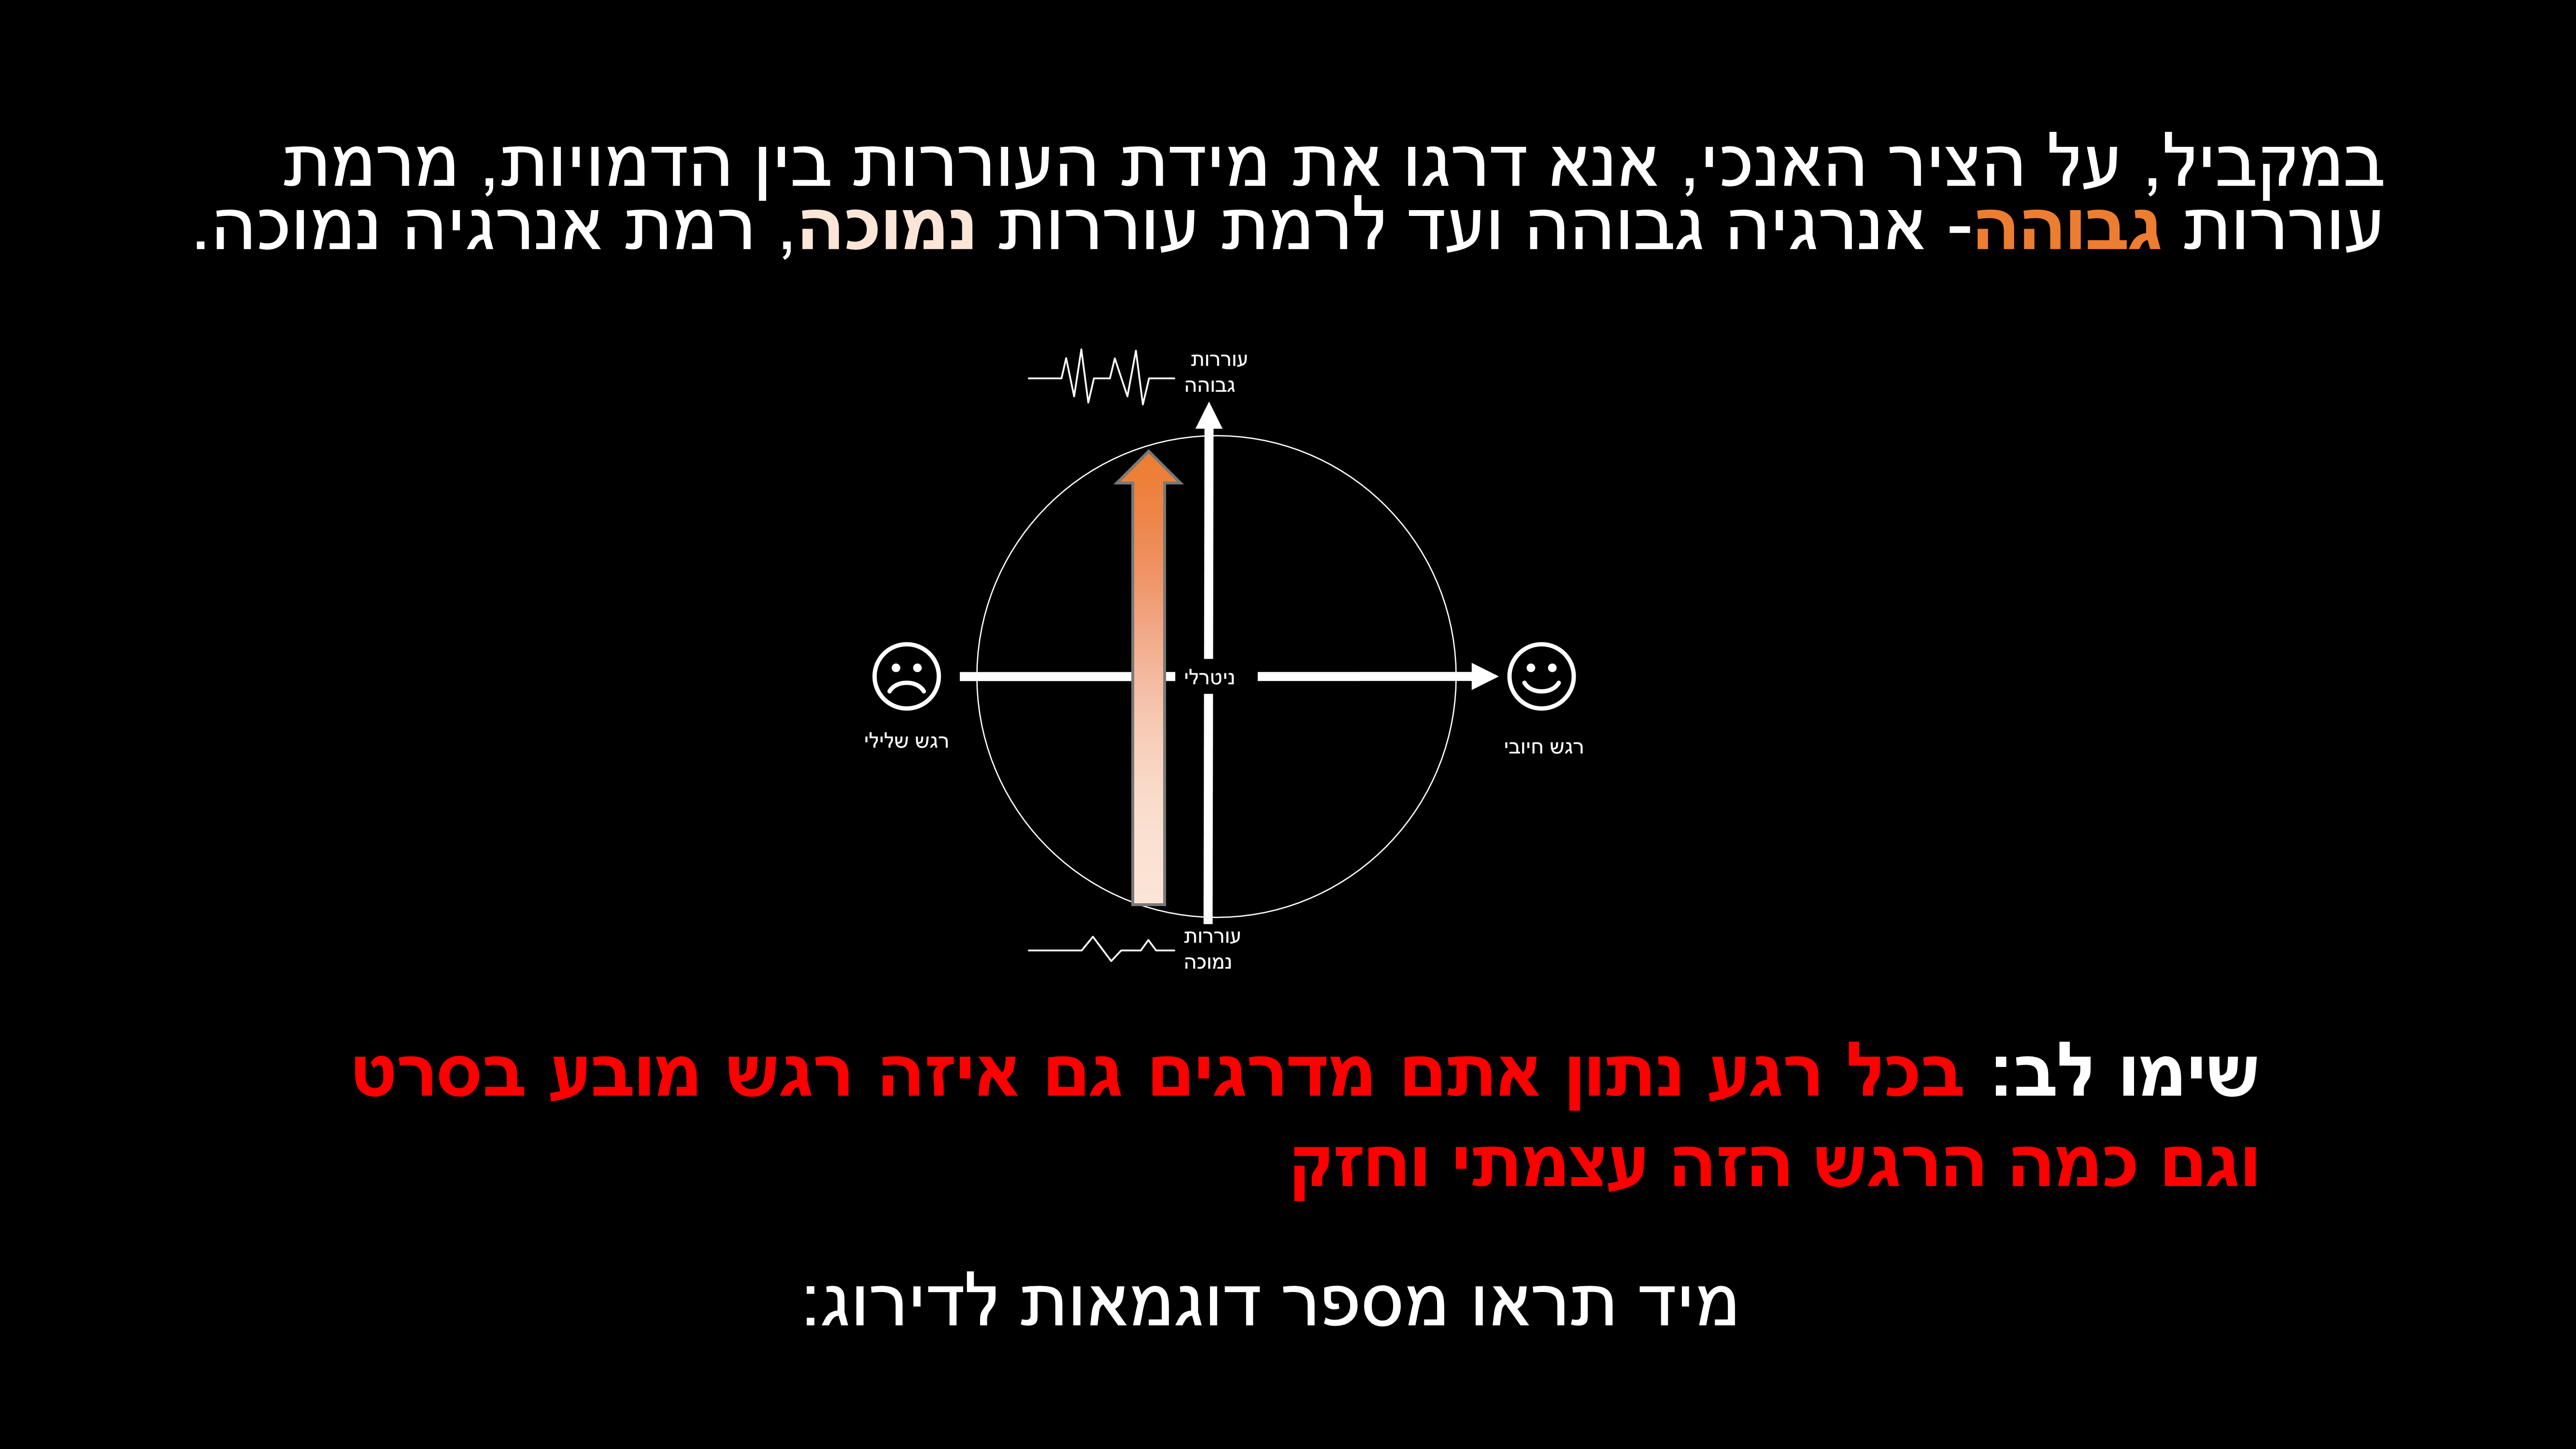 במקביל, על הציר האנכי, אנא דרגו את מידת העוררות בין הדמויות, מרמת
עוררות גבוהה- אנרגיה גבוהה ועד לרמת עוררות נמוכה, רמת אנרגיה נמוכה.
עוררות
גבוהה
ניטרלי
רגש חיובי
רגש שלילי
עוררות
נמוכה
שימו לב: בכל רגע נתון אתם מדרגים גם איזה רגש מובע בסרט
וגם כמה הרגש הזה עצמתי וחזק
מיד תראו מספר דוגמאות לדירוג: